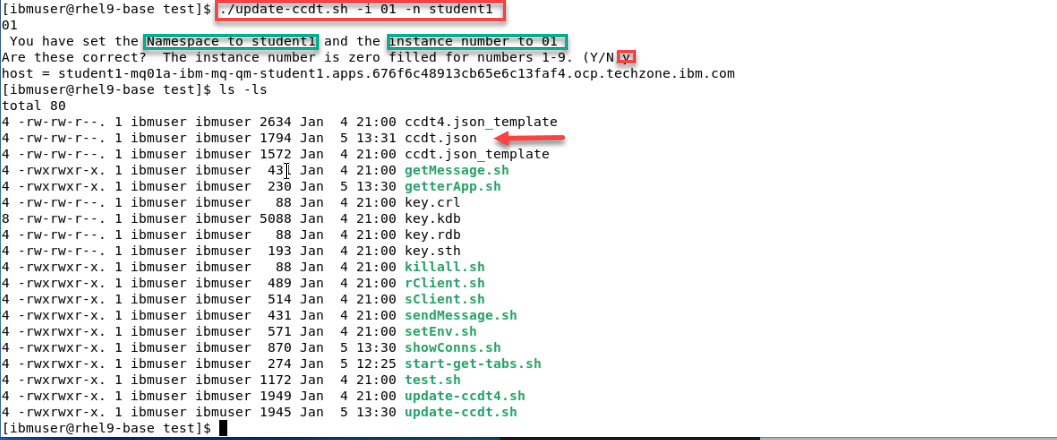 [ibmuser@rhel9-base test]$ ./update-ccdt.sh -i 01 -n student1
01
You have set the Namespace to student1 and the instance number to 01
Are these correct?  The instance number is zero filled for numbers 1-9. (Y/N y
host = student1-mq01a-ibm-mq-qm-student1.apps.676f6c48913cb65e6c13faf4.ocp.techzone.ibm.com
[ibmuser@rhel9-base test]$ ls -ls
total 80
4 -rw-rw-r--. 1 ibmuser ibmuser 2634 Jan  4 21:00 ccdt4.json_template
4 -rw-rw-r--. 1 ibmuser ibmuser 1794 Jan  5 13:31 ccdt.json
4 -rw-rw-r--. 1 ibmuser ibmuser 1572 Jan  4 21:00 ccdt.json_template
4 -rwxrwxr-x. 1 ibmuser ibmuser  431 Jan  4 21:00 getMessage.sh
4 -rwxrwxr-x. 1 ibmuser ibmuser  230 Jan  5 13:30 getterApp.sh
4 -rw-rw-r--. 1 ibmuser ibmuser   88 Jan  4 21:00 key.crl
8 -rw-rw-r--. 1 ibmuser ibmuser 5088 Jan  4 21:00 key.kdb
4 -rw-rw-r--. 1 ibmuser ibmuser   88 Jan  4 21:00 key.rdb
4 -rw-rw-r--. 1 ibmuser ibmuser  193 Jan  4 21:00 key.sth
4 -rwxrwxr-x. 1 ibmuser ibmuser   88 Jan  4 21:00 killall.sh
4 -rwxrwxr-x. 1 ibmuser ibmuser  489 Jan  4 21:00 rClient.sh
4 -rwxrwxr-x. 1 ibmuser ibmuser  514 Jan  4 21:00 sClient.sh
4 -rwxrwxr-x. 1 ibmuser ibmuser  431 Jan  4 21:00 sendMessage.sh
4 -rwxrwxr-x. 1 ibmuser ibmuser  571 Jan  4 21:00 setEnv.sh
4 -rwxrwxr-x. 1 ibmuser ibmuser  870 Jan  5 13:30 showConns.sh
4 -rwxrwxr-x. 1 ibmuser ibmuser  274 Jan  5 12:25 start-get-tabs.sh
4 -rwxrwxr-x. 1 ibmuser ibmuser 1172 Jan  4 21:00 test.sh
4 -rwxrwxr-x. 1 ibmuser ibmuser 1949 Jan  4 21:00 update-ccdt4.sh
4 -rwxrwxr-x. 1 ibmuser ibmuser 1945 Jan  5 13:30 update-ccdt.sh
[ibmuser@rhel9-base test]$